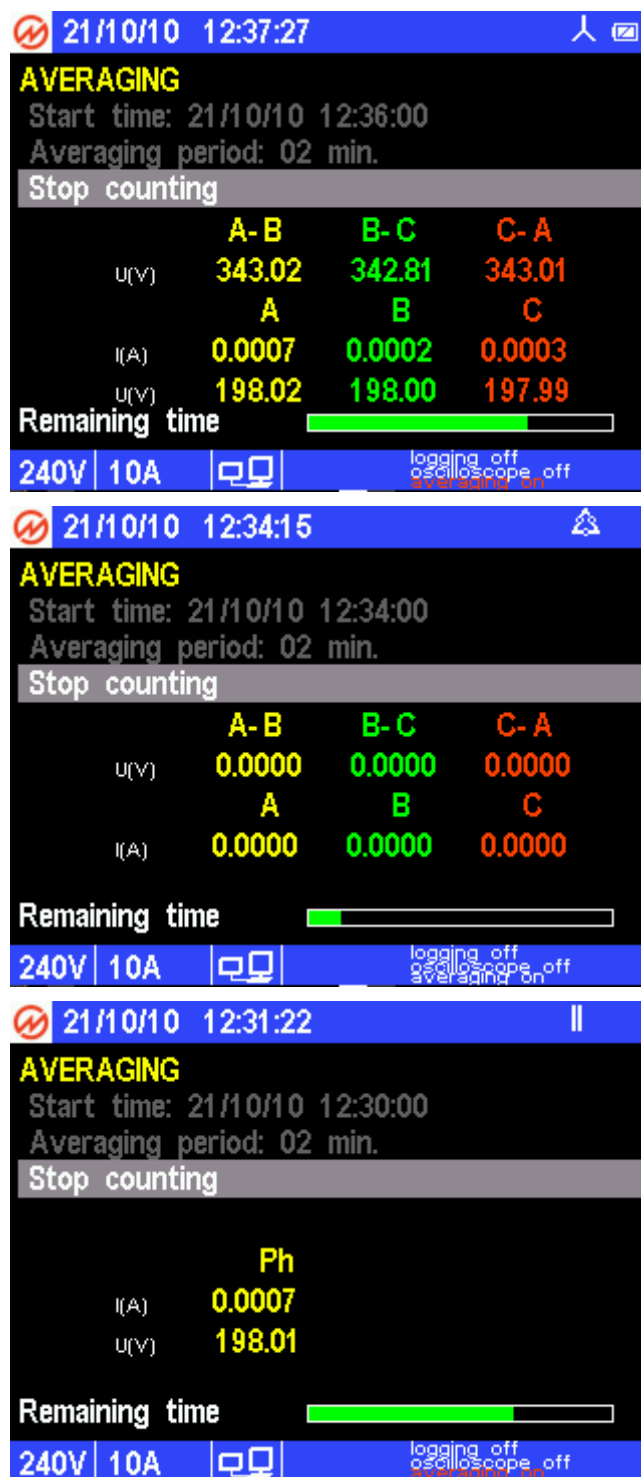 21/10/10 12:37:27
AVERAGING
Start time: 21/10/10 12:36:00
Averaging period: 02 min.
Stop counting
A-B B-C C-A
U(V) 343.02 342.81 343.01
A B C
I(A) 0.0007 0.0002 0.0003
U(V) 198.02 198.00 197.99
Remaining time
240V 10A logging off
oscilloscope off
averaging on
21/10/10 12:34:15
AVERAGING
Start time: 21/10/10 12:34:00
Averaging period: 02 min.
Stop counting
A-B B-C C-A
U(V) 0.0000 0.0000 0.0000
A B C
I(A) 0.0000 0.0000 0.0000
Remaining time
240V 10A logging off
oscilloscope off
averaging on
21/10/10 12:31:22
AVERAGING
Start time: 21/10/10 12:30:00
Averaging period: 02 min.
Stop counting
Ph
I(A) 0.0007
U(V) 198.01
Remaining time
240V 10A logging off
oscilloscope off
averaging on